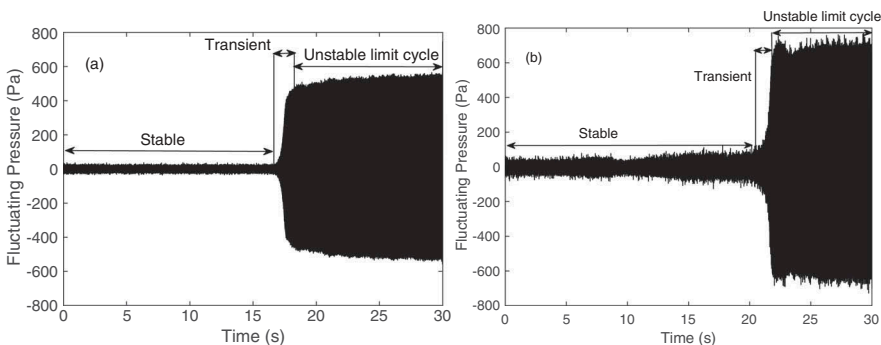 (a)
Transient
Unstable limit cycle
Stable
Fluctuating Pressure (Pa)
800
600
400
200
0
-200
-400
-600
-800
0 5 10 15 20 25 30
Time (s)
(b)
Unstable limit cycle
Transient
Stable
Fluctuating Pressure (Pa)
800
600
400
200
0
-200
-400
-600
-800
0 5 10 15 20 25 30
Time (s)